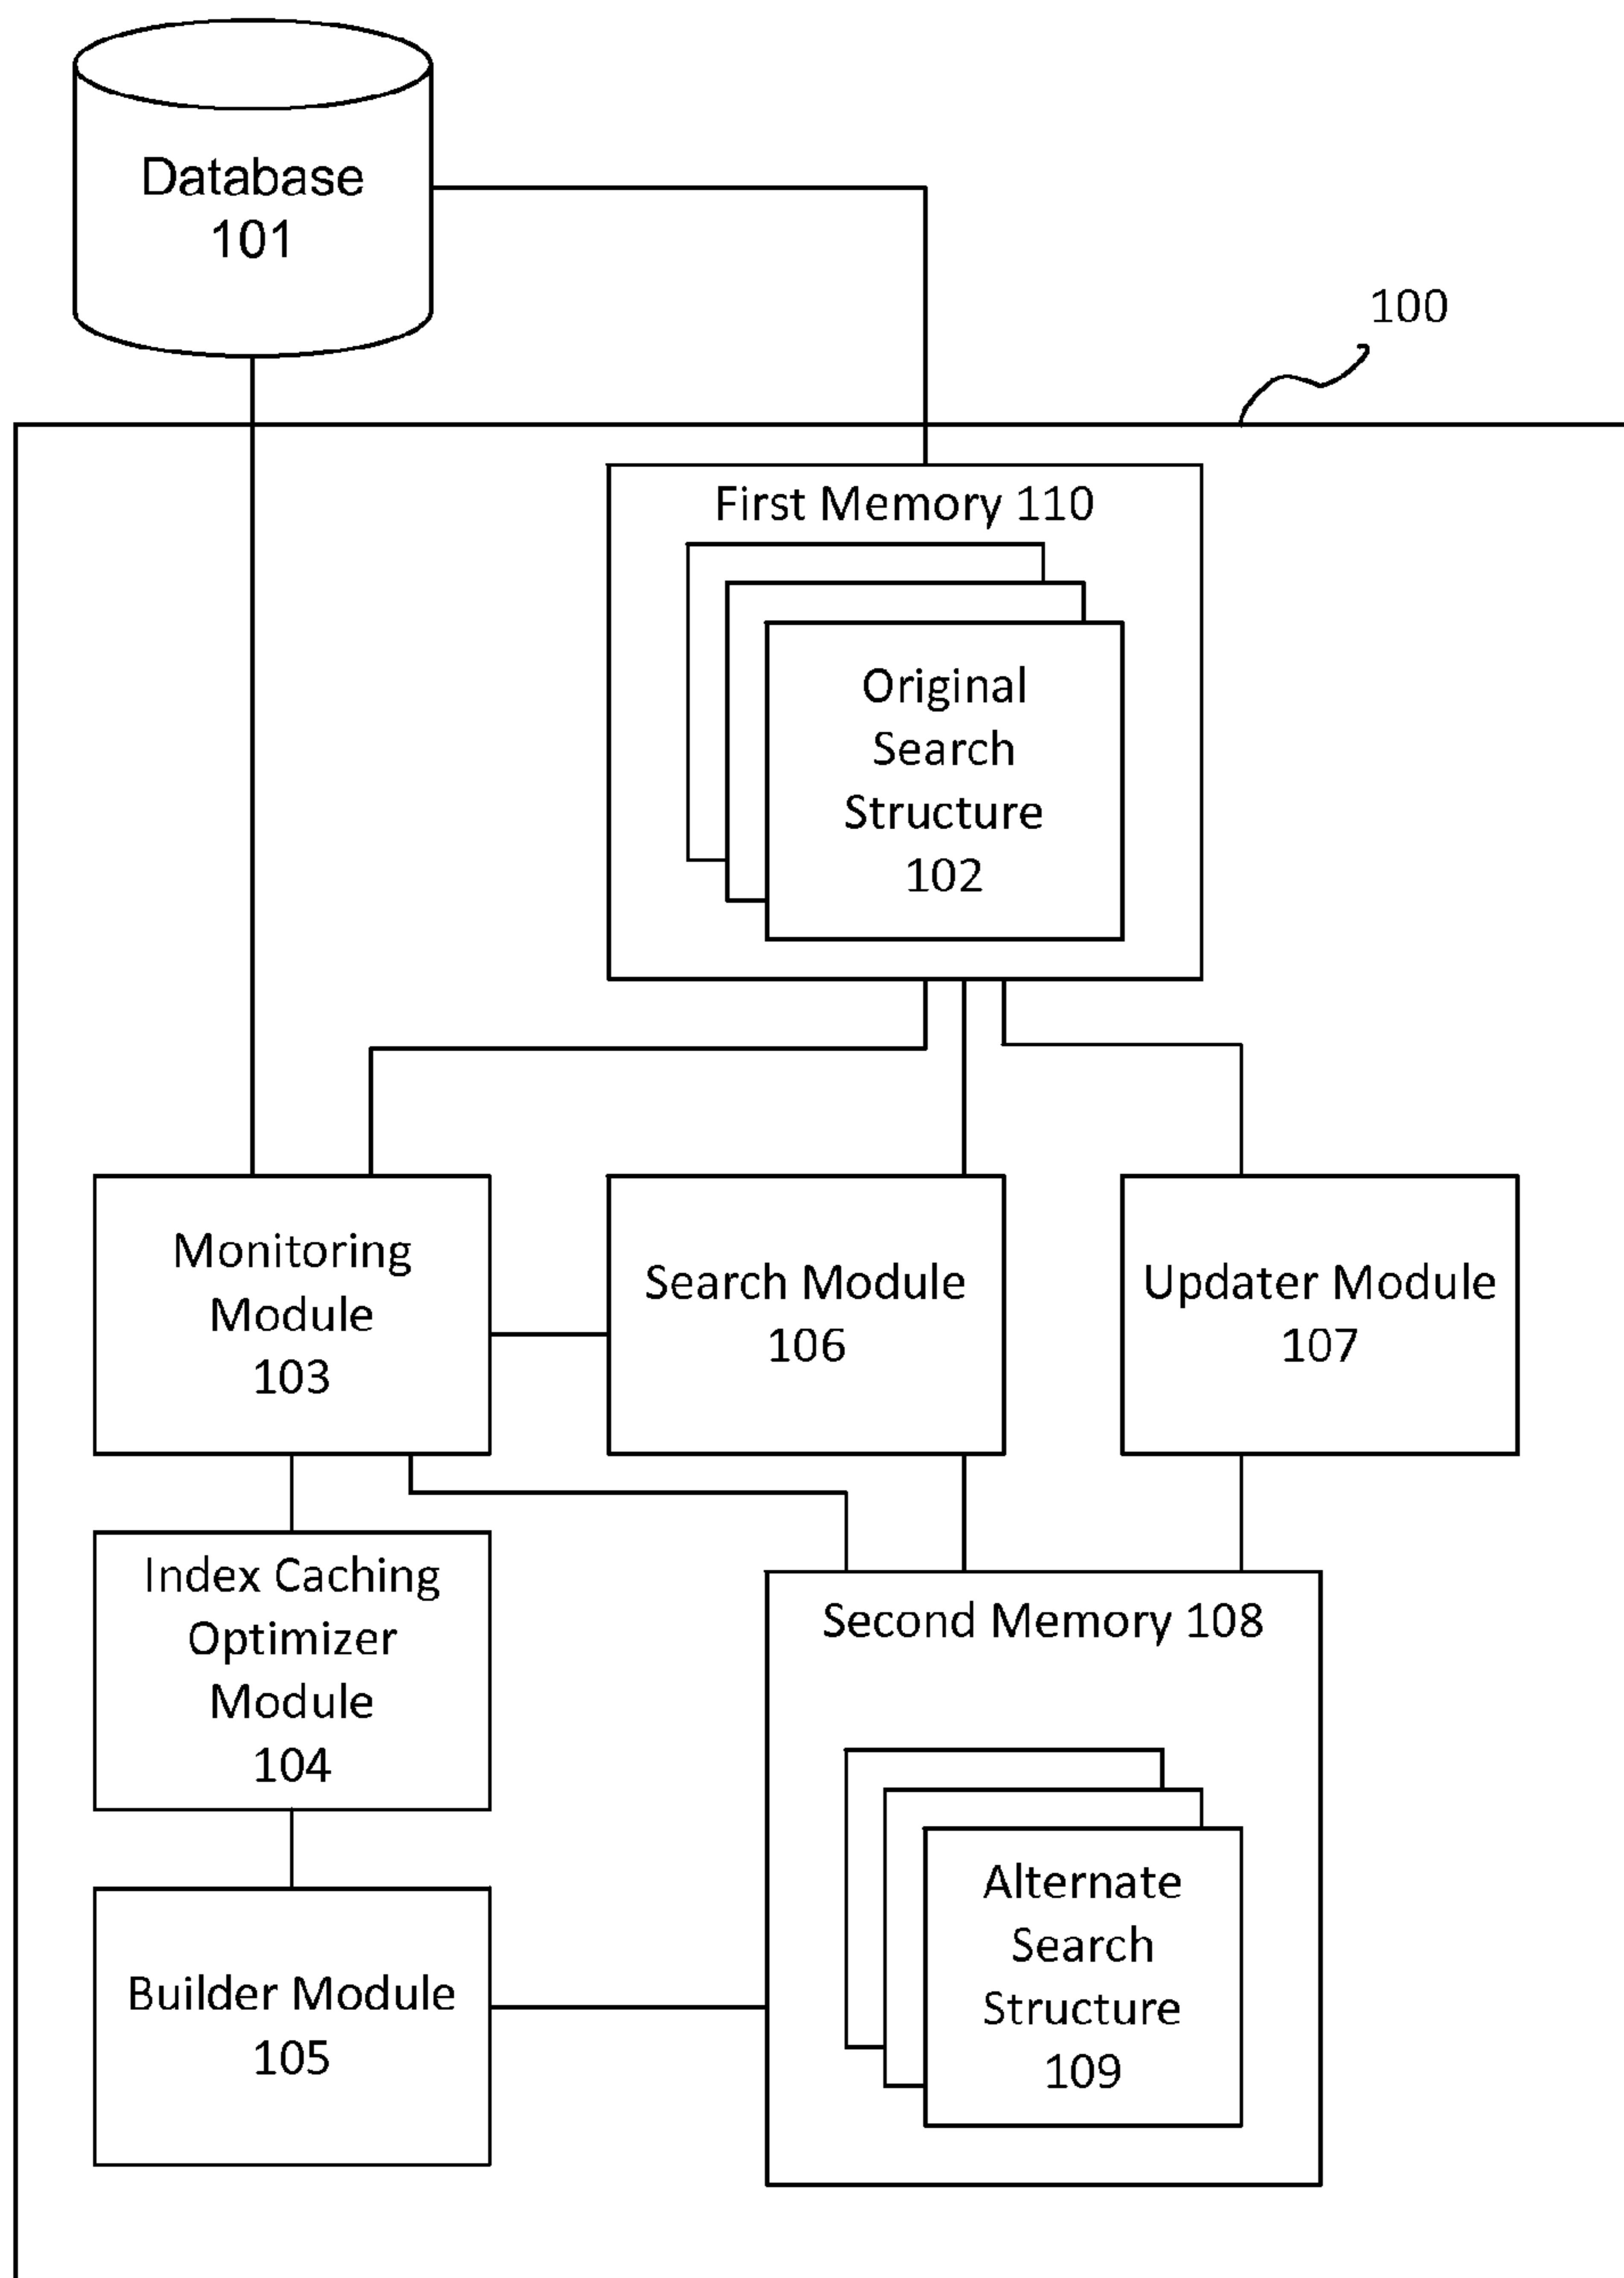 Database
101
100
First Memory 110
Original
Search
Structure
102
Monitoring
Module
103
Search Module
106
Updater Module
107
Index Caching
Optimizer
Module
104
Second Memory 108
Alternate
Search
Structure
109
Builder Module
105